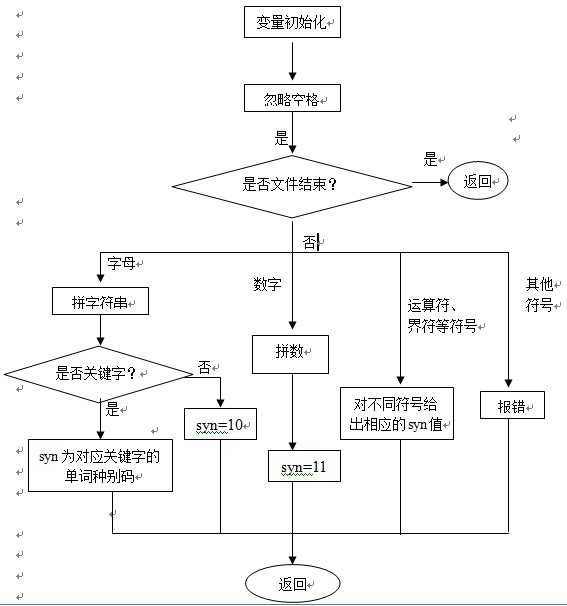 变量初始化
忽略空格
是
是否文件结束？
是
返回
否
字母
数字
运算符、
界符等符号
其他
符号
拼字符串
拼数
是否关键字？
否
是
对不同符号给
出相应的syn值
报错
syn=10
syn为对应关键字的
单词种别码
syn=11
返回